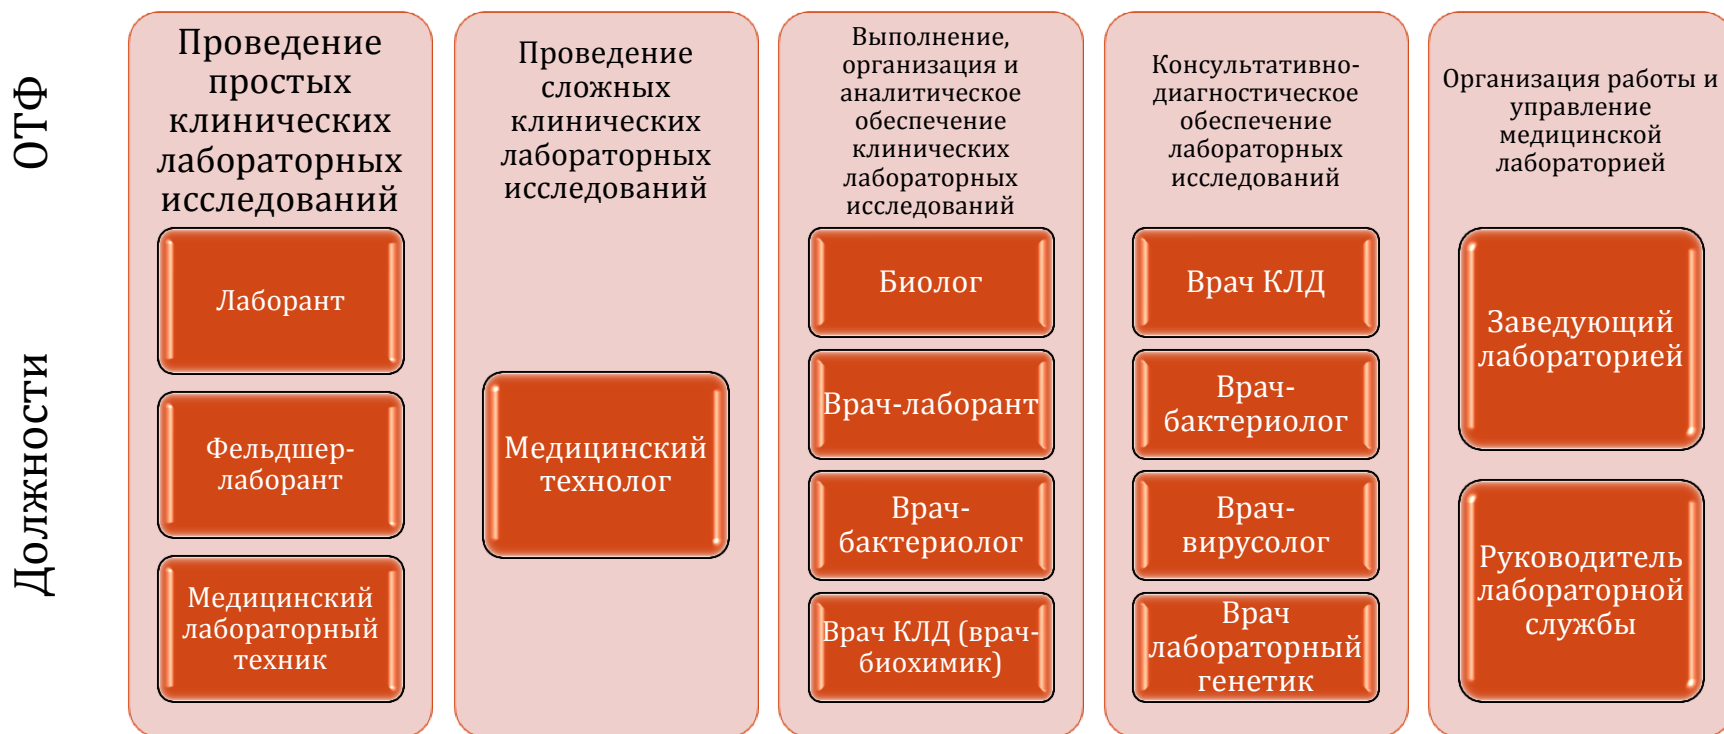 ОТФ
Должности
Проведение
простых
клинических
лабораторных
исследований
Лаборант
Фельдшер-
лаборант
Медицинский
лабораторный
техник
Проведение
сложных
клинических
лабораторных
исследований
Медицинский
технолог
Выполнение,
организация и
аналитическое
обеспечение
клинических
лабораторных
исследований
Биолог
Врач-лаборант
Врач-
бактериолог
Врач КЛД (врач-
биохимик)
Консультативно-
диагностическое
обеспечение
лабораторных
исследований
Врач КЛД
Врач-
бактериолог
Врач-
вирусолог
Врач
лабораторный
генетик
Организация работы и
управление
медицинской
лабораторией
Заведующий
лабораторией
Руководитель
лабораторной
службы